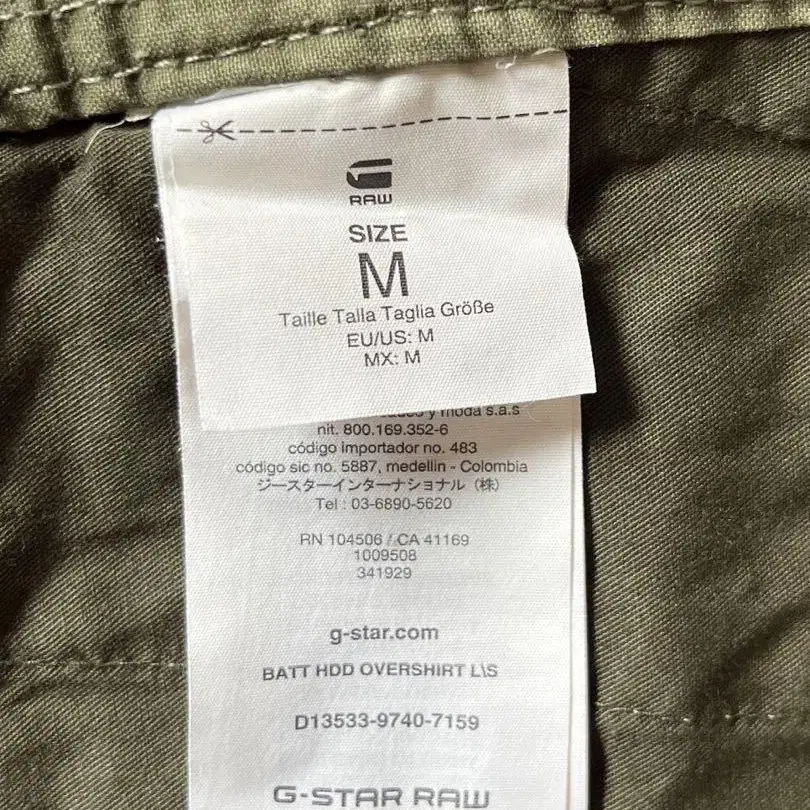 RAW
SIZE
M
Taille Talla Taglia Größe
EU/US: M
MX: M
y moda s.a.s
nit. 800.169.352-6
código importador no. 483
código sic no. 5887, medellin - Colombia
ジースターインターナショナル（株）
Tel : 03-6890-5620
RN 104506 / CA 41169
1009508
341929
g-star.com
BATT HDD OVERSHIRT L\S
D13533-9740-7159
G-STAR RAW